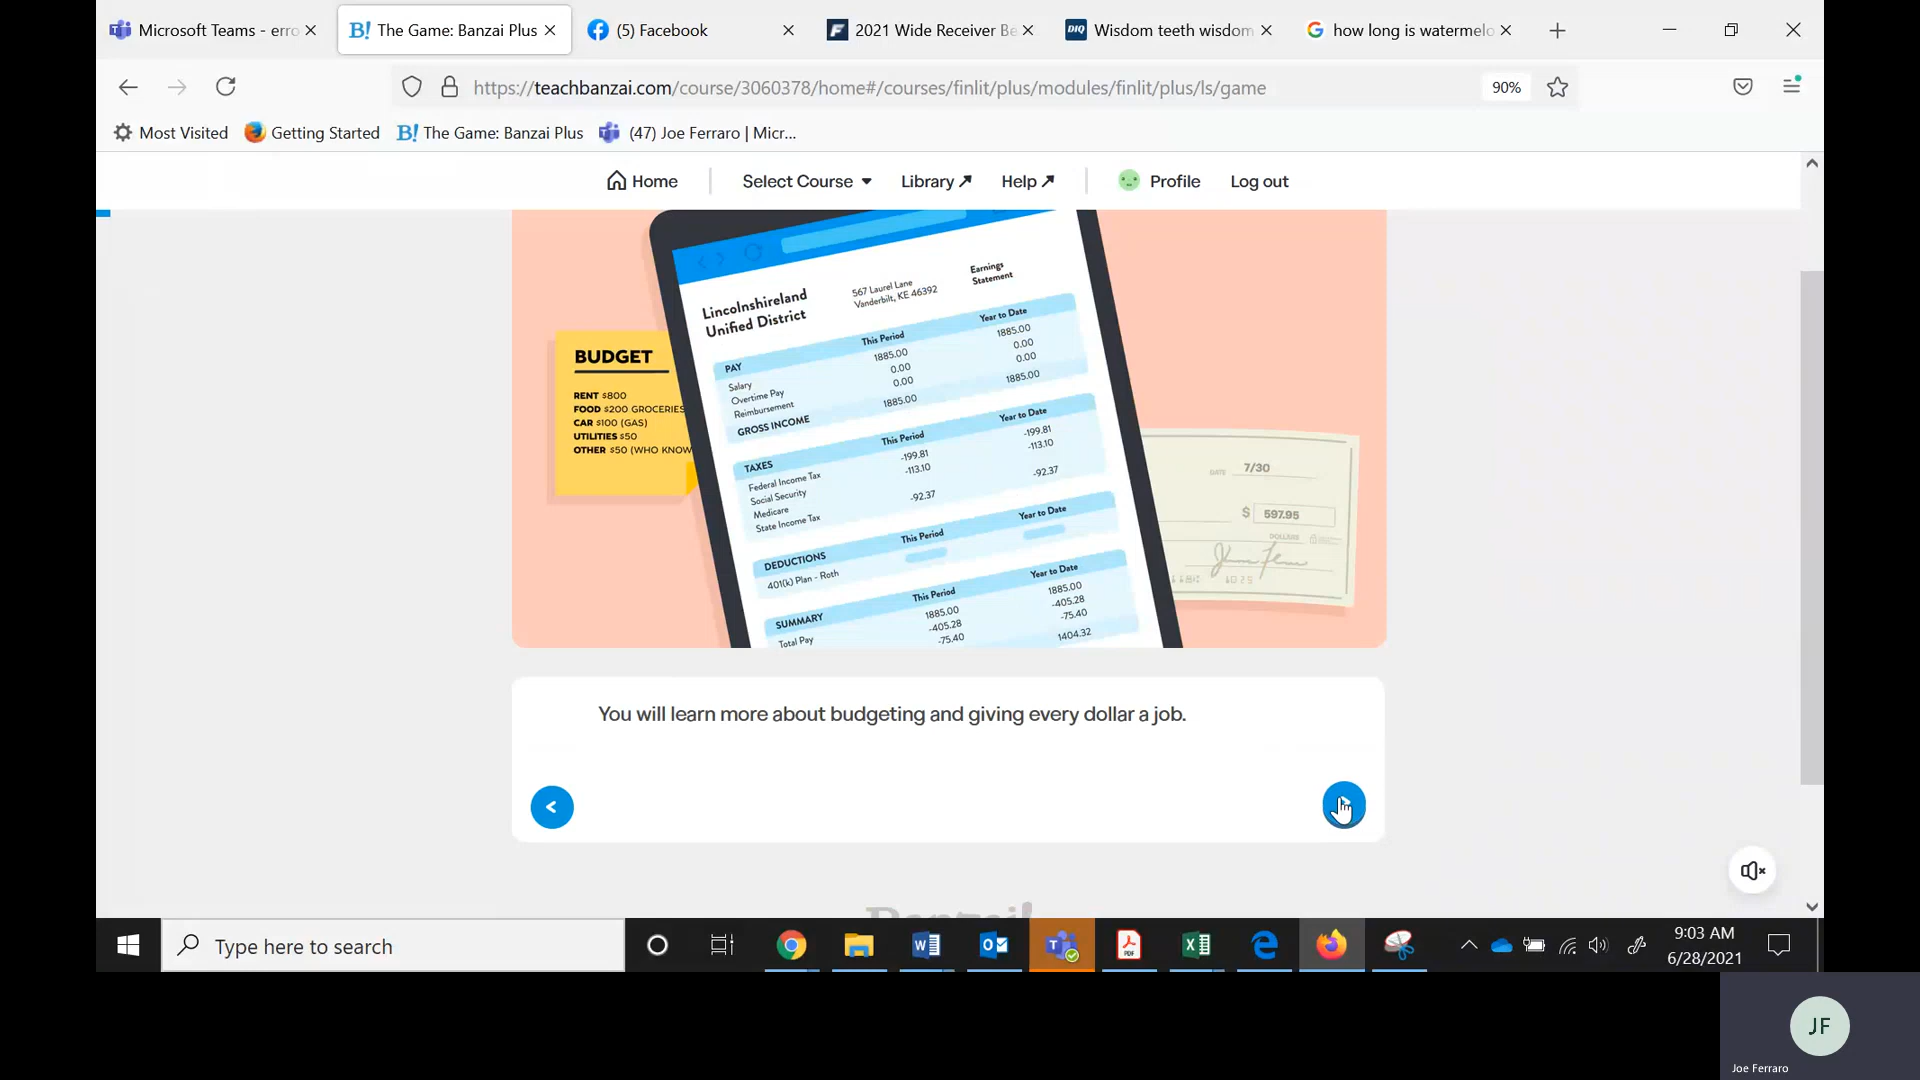 Microsoft Teams - erro
B! The Game: Banzai Plus
(5) Facebook
2021 Wide Receiver Be
DIQ Wisdom teeth wisdom
how long is watermelo
https://teachbanzai.com/course/3060378/home#/courses/finlit/plus/modules/finlit/plus/ls/game
90%
Most Visited
Getting Started
B! The Game: Banzai Plus
(47) Joe Ferraro | Micr...
Home
Select Course
Library
Help
Profile
Log out
BUDGET
RENT $800
FOOD $200 GROCERIES
CAR $100 (GAS)
UTILITIES $50
OTHER $50 (WHO KNOW
Lincolnshireland
Unified District
567 Laurel Lane
Vanderbilt, KE 46392
Earnings
Statement
PAY This Period Year to Date
Salary 1885.00 1885.00
Overtime Pay 0.00 0.00
Reimbursement 0.00 0.00
GROSS INCOME 1885.00 1885.00
TAXES This Period Year to Date
Federal Income Tax -199.81 -199.81
Social Security -113.10 -113.10
Medicare
State Income Tax -92.37 -92.37
DEDUCTIONS This Period Year to Date
401(k) Plan - Roth
SUMMARY This Period Year to Date
Total Pay 1885.00 1885.00
-405.28 -405.28
-75.40 -75.40
1404.32
DATE 7/30
$ 597.95
DOLLARS
You will learn more about budgeting and giving every dollar a job.
Banzai!
Type here to search
9:03 AM
6/28/2021
JF
Joe Ferraro